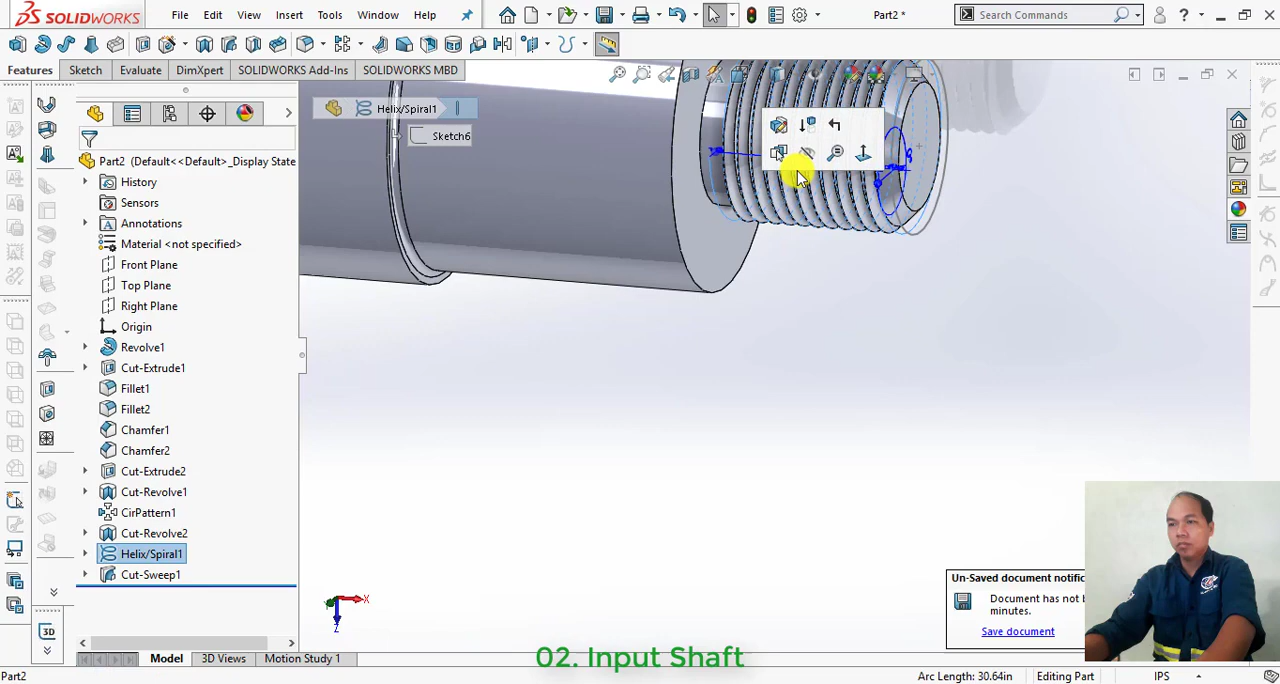 SOLIDWORKS
File
Edit
View
Insert
Tools
Window
Help
Part2 *
Search Commands
Features
Sketch
Evaluate
DimXpert
SOLIDWORKS Add-Ins
SOLIDWORKS MBD
Helix/Spiral1
Sketch6
Part2 (Default<<Default>_Display State
History
Sensors
Annotations
Material <not specified>
Front Plane
Top Plane
Right Plane
Origin
Revolve1
Cut-Extrude1
Fillet1
Fillet2
Chamfer1
Chamfer2
Cut-Extrude2
Cut-Revolve1
CirPattern1
Cut-Revolve2
Helix/Spiral1
Cut-Sweep1
X
Z
3D
Un-Saved document notific
Document has not b
minutes.
Save document
Model
3D Views
Motion Study 1
02. Input Shaft
Part2
Arc Length: 30.64in
Editing Part
IPS